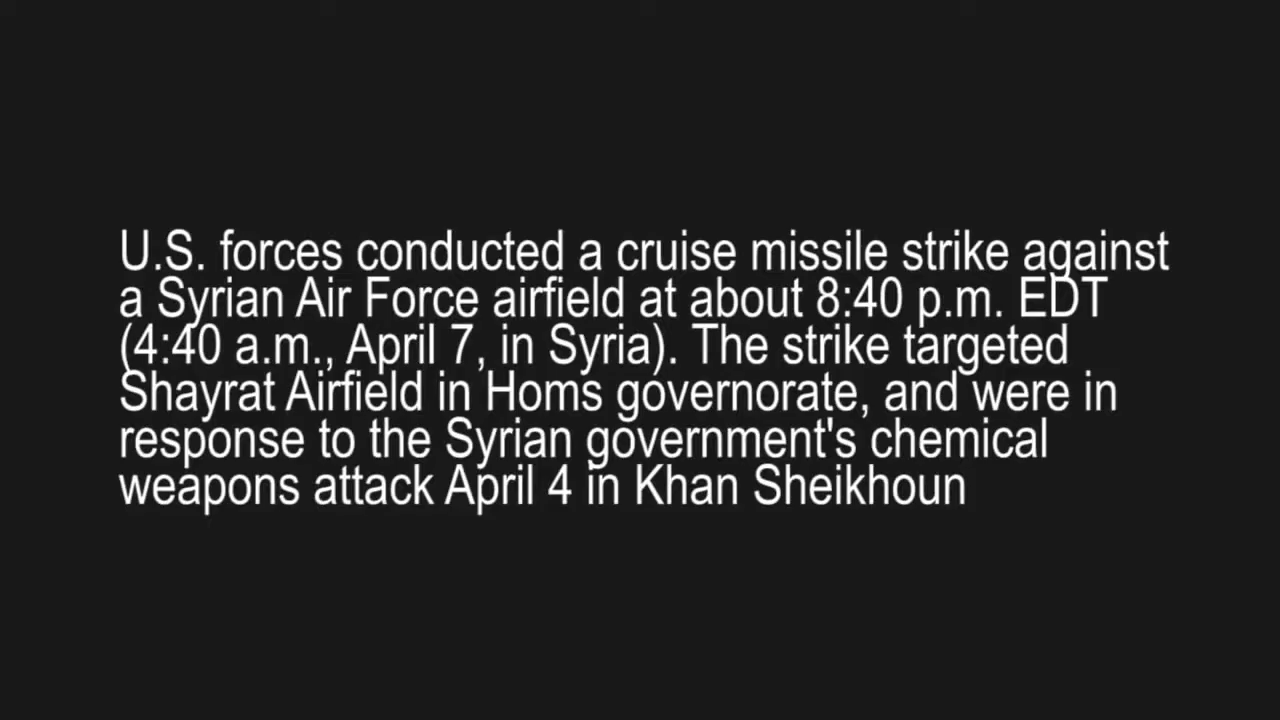 U.S. forces conducted a cruise missile strike against
a Syrian Air Force airfield at about 8:40 p.m. EDT
(4:40 a.m., April 7, in Syria). The strike targeted
Shayrat Airfield in Homs governorate, and were in
response to the Syrian government's chemical
weapons attack April 4 in Khan Sheikhoun